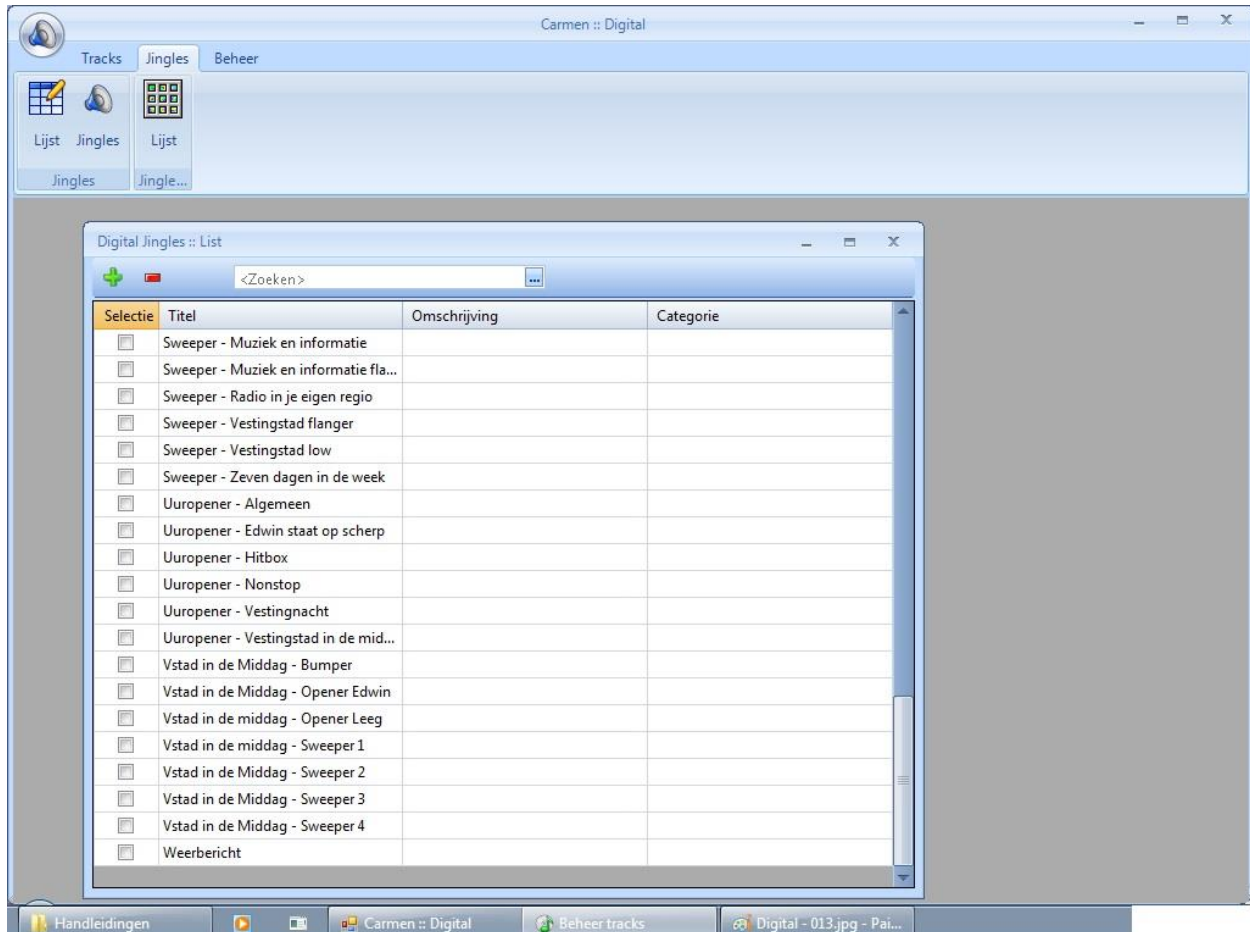 Carmen :: Digital
Tracks Jingles Beheer
Lijst Jingles Lijst
Jingles Jingle...
Digital Jingles :: List
<Zoeken> ...
Selectie Titel Omschrijving Categorie
Sweeper - Muziek en informatie
Sweeper - Muziek en informatie fla...
Sweeper - Radio in je eigen regio
Sweeper - Vestingstad flanger
Sweeper - Vestingstad low
Sweeper - Zeven dagen in de week
Uuropener - Algemeen
Uuropener - Edwin staat op scherp
Uuropener - Hitbox
Uuropener - Nonstop
Uuropener - Vestingnacht
Uuropener - Vestingstad in de mid...
Vstad in de Middag - Bumper
Vstad in de Middag - Opener Edwin
Vstad in de middag - Opener Leeg
Vstad in de middag - Sweeper 1
Vstad in de Middag - Sweeper 2
Vstad in de Middag - Sweeper 3
Vstad in de Middag - Sweeper 4
Weerbericht
Handleidingen Carmen :: Digital Beheer tracks Digital - 013.jpg - Pai...